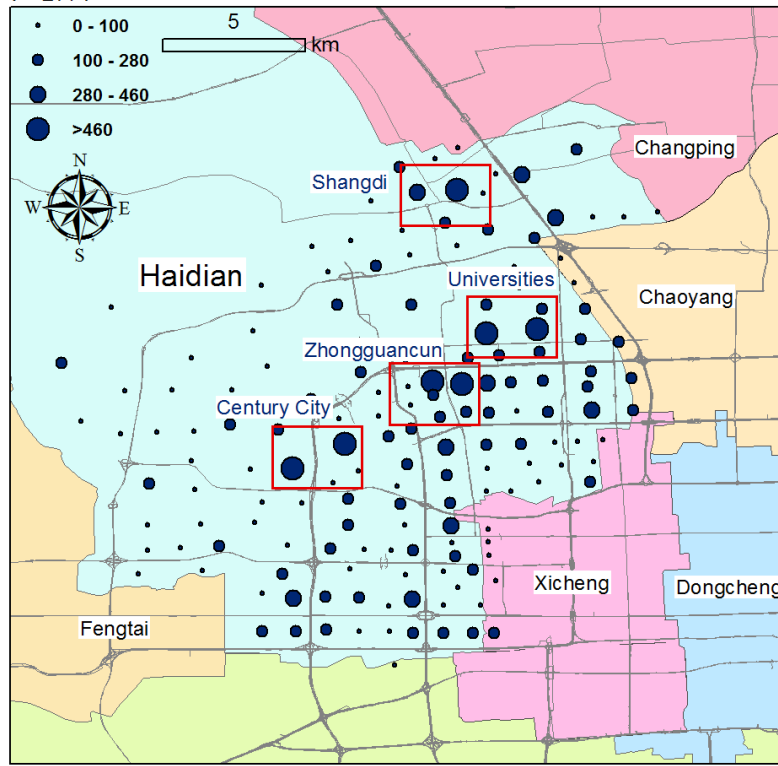 0 - 100
100 - 280
280 - 460
>460
5
km
N
W
E
S
Changping
Shangdi
Haidian
Universities
Chaoyang
Zhongguancun
Century City
Xicheng
Dongcheng
Fengtai